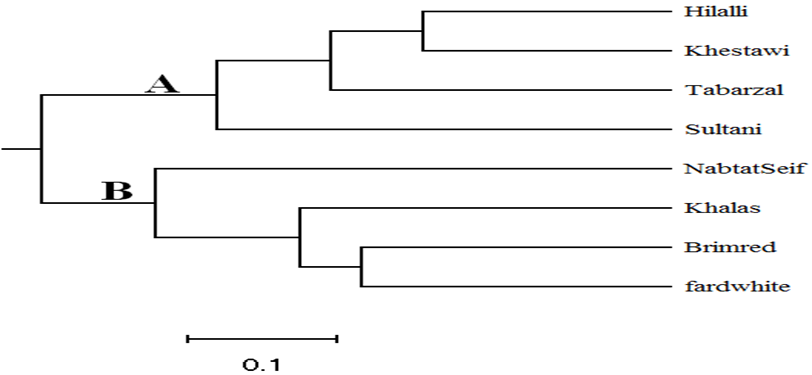 Hilalli
Khestawi
A
Tabarzal
Sultani
NabtatSeif
B
Khalas
Brimred
fardwhite
0.1